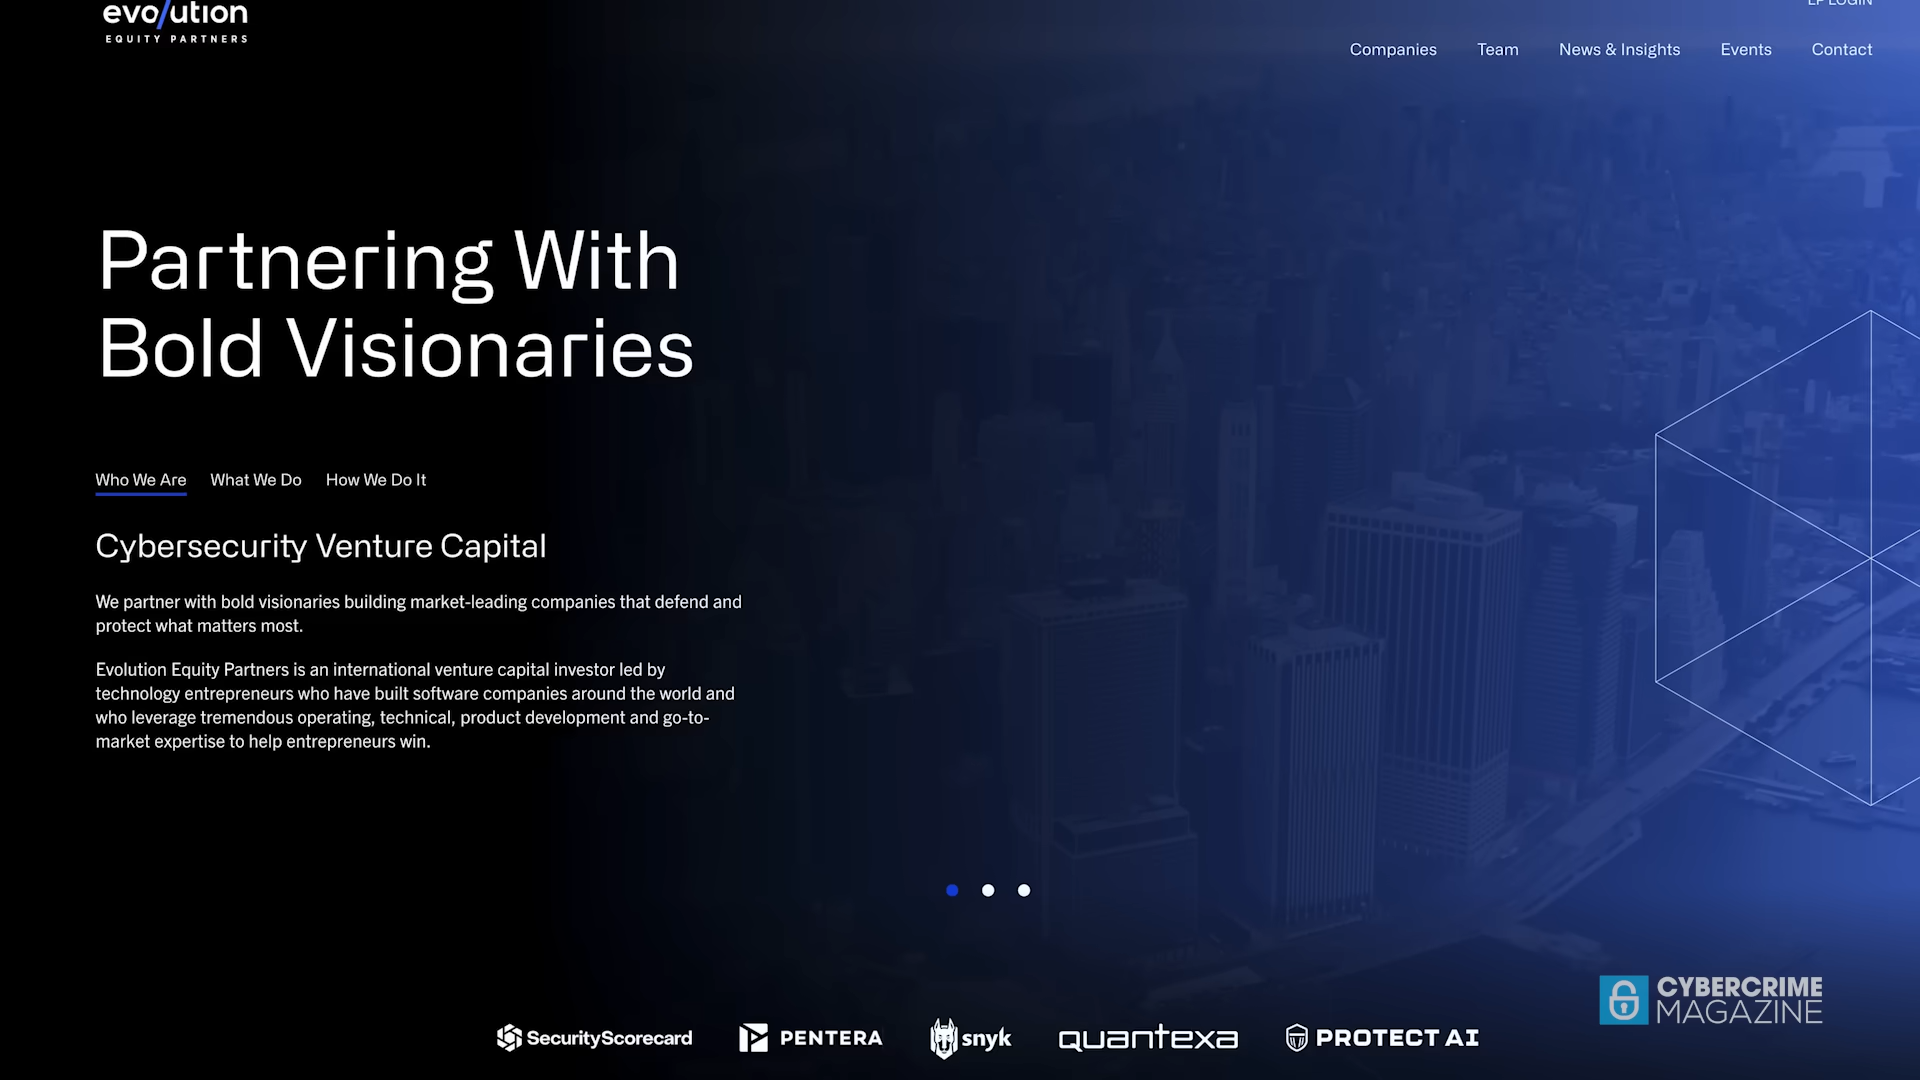 evolution
EQUITY PARTNERS
LP LOGIN
Companies Team News & Insights Events Contact
Partnering With
Bold Visionaries
Who We Are What We Do How We Do It
Cybersecurity Venture Capital
We partner with bold visionaries building market-leading companies that defend and
protect what matters most.
Evolution Equity Partners is an international venture capital investor led by
technology entrepreneurs who have built software companies around the world and
who leverage tremendous operating, technical, product development and go-to-
market expertise to help entrepreneurs win.
CYBERCRIME
MAGAZINE
SecurityScorecard PENTERA snyk quantexa PROTECT AI